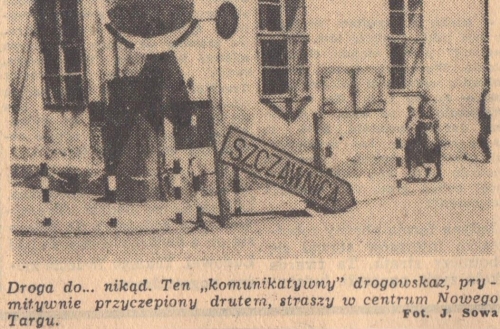 SZCZAWNICA
Droga do... nikąd. Ten „komunikatywny” drogowskaz, pry-
mitywnie przyczepiony drutem, straszy w centrum Nowego
Targu. Fot. J. Sowa